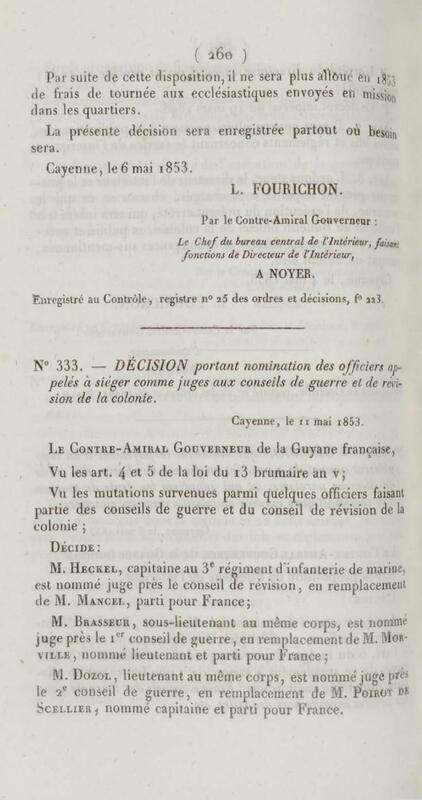 ( 260 )
Par suite de cette disposition, il ne sera plus alloué en 1853
de frais de tournée aux ecclésiastiques envoyés en mission
dans les quartiers.
La présente décision sera enregistrée partout où besoin
sera.
Cayenne, le 6 mai 1853.
L. FOURICHON.
Par le Contre-Amiral Gouverneur :
Le Chef du bureau central de l'Intérieur, faisant
fonctions de Directeur de l'Intérieur,
A NOYER.
Enregistré au Contrôle, registre n° 25 des ordres et décisions, f° 223.
N° 333. — DÉCISION portant nomination des officiers ap-
pelés à siéger comme juges aux conseils de guerre et de révi-
sion de la colonie.
Cayenne, le 11 mai 1853.
LE CONTRE-AMIRAL GOUVERNEUR de la Guyane française,
Vu les art. 4 et 5 de la loi du 13 brumaire an v;
Vu les mutations survenues parmi quelques officiers faisant
partie des conseils de guerre et du conseil de révision de la
colonie ;
DÉCIDE :
M. HECKEL, capitaine au 3e régiment d'infanterie de marine,
est nommé juge près le conseil de révision, en remplacement
de M. MANCEL, parti pour France;
M. BRASSEUR, sous-lieutenant au même corps, est nommé
juge près le 1er conseil de guerre, en remplacement de M. MOR-
VILLE, nommé lieutenant et parti pour France ;
M. DOZOL, lieutenant au même corps, est nommé juge près
le 2e conseil de guerre, en remplacement de M. POIROT DE
SCELLIER, nommé capitaine et parti pour France.